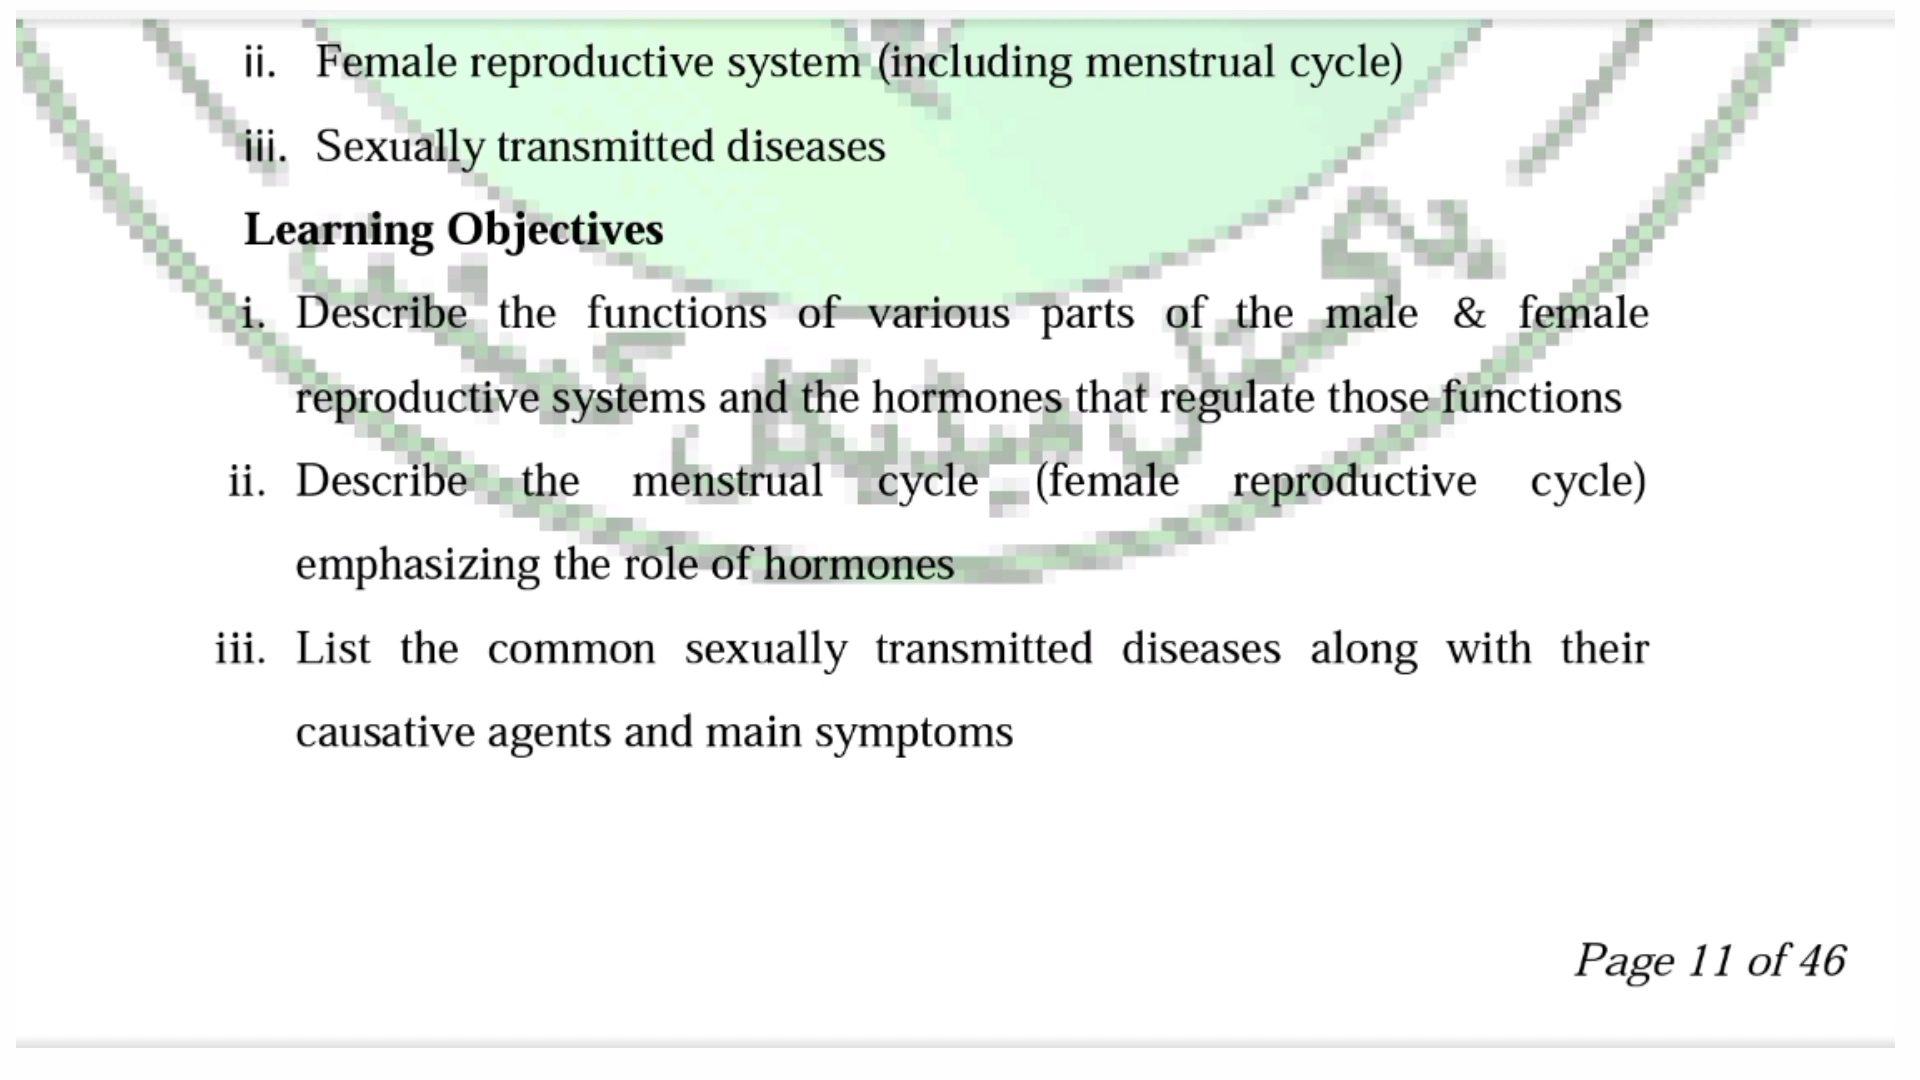 ii. Female reproductive system (including menstrual cycle)
iii. Sexually transmitted diseases
Learning Objectives
i. Describe the functions of various parts of the male & female
reproductive systems and the hormones that regulate those functions
ii. Describe the menstrual cycle (female reproductive cycle)
emphasizing the role of hormones
iii. List the common sexually transmitted diseases along with their
causative agents and main symptoms
Page 11 of 46